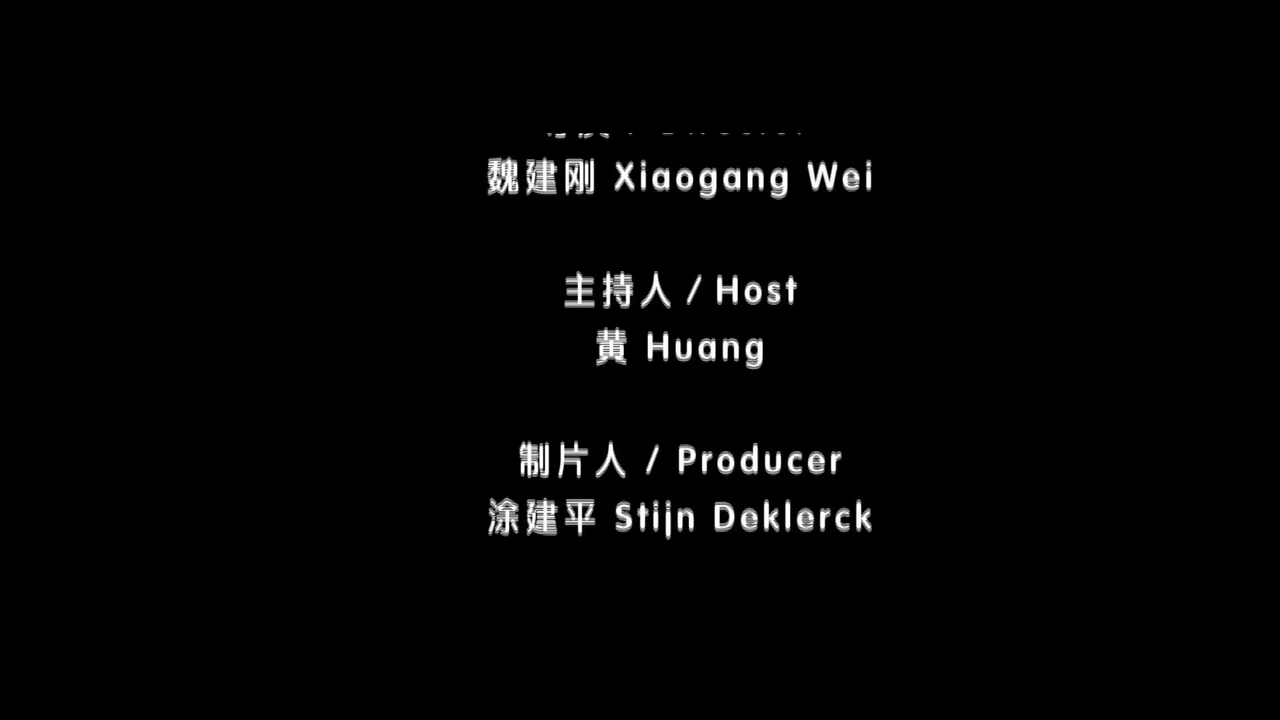 魏建刚 Xiaogang Wei
主持人 / Host
黄 Huang
制片人 / Producer
涂建平 Stijn Deklerck